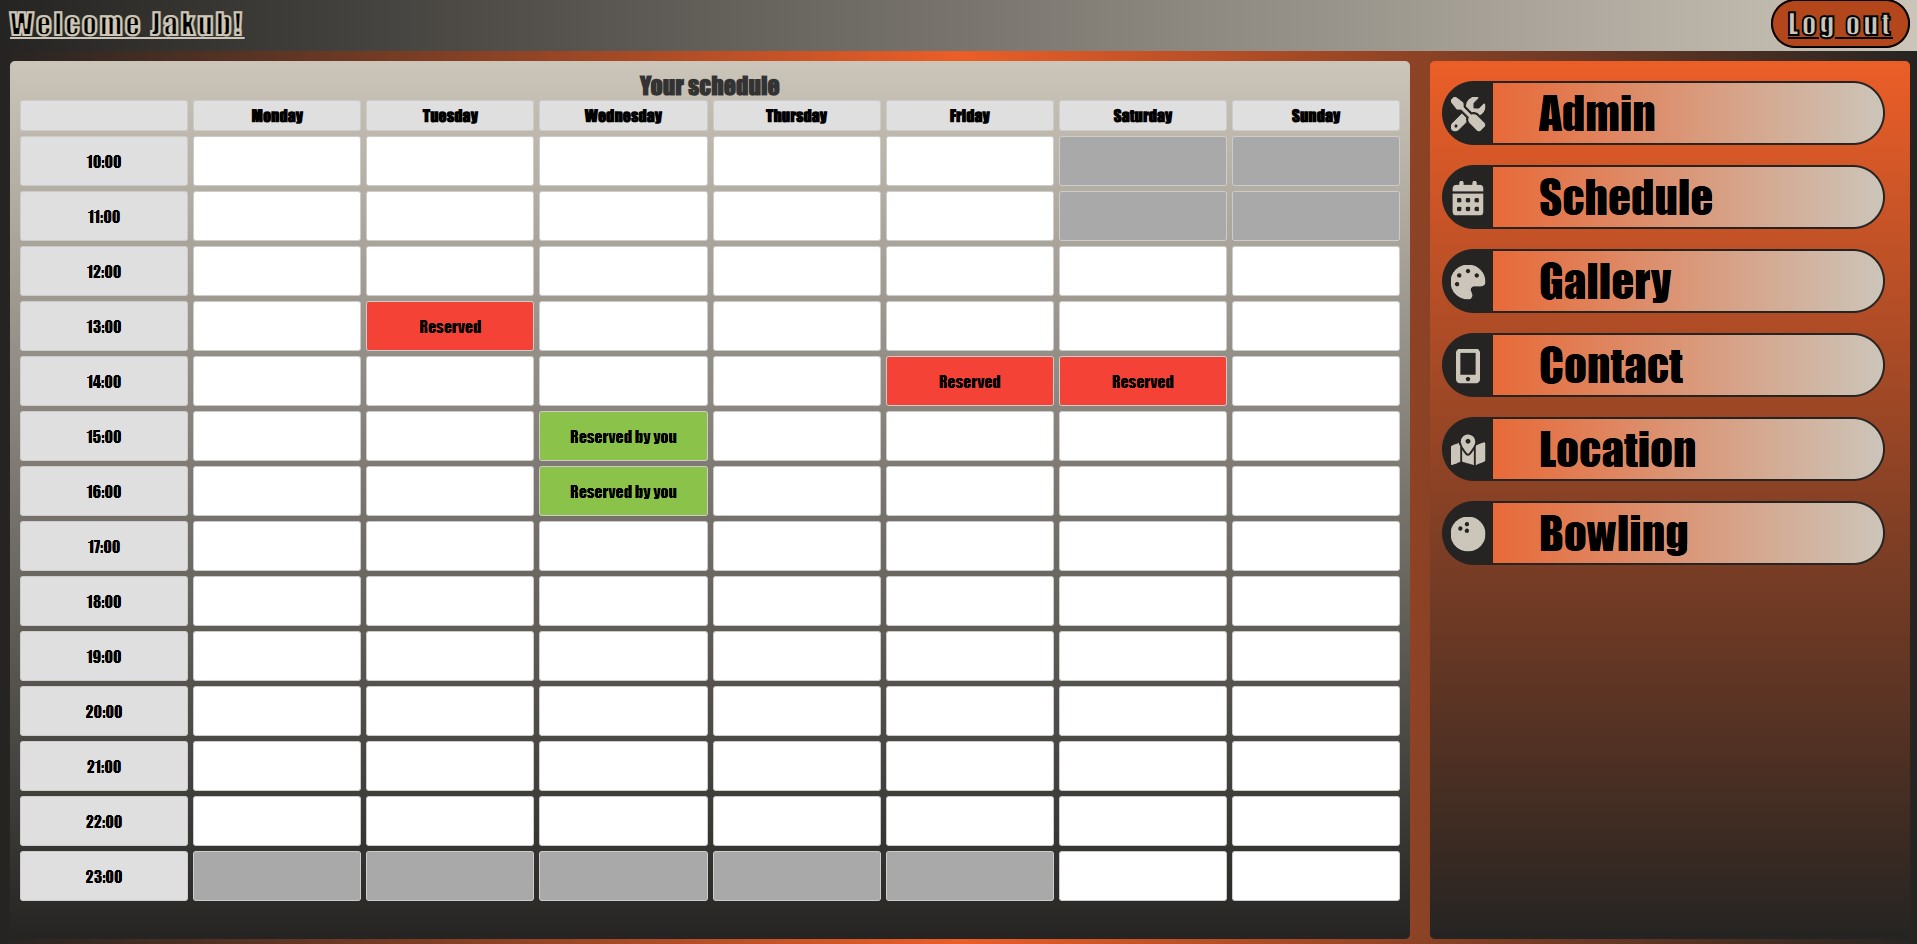 Welcome Jakub!
Log out
Your schedule
Monday Tuesday Wednesday Thursday Friday Saturday Sunday
10:00
11:00
12:00
13:00 Reserved
14:00 Reserved Reserved
15:00 Reserved by you
16:00 Reserved by you
17:00
18:00
19:00
20:00
21:00
22:00
23:00
Admin
Schedule
Gallery
Contact
Location
Bowling